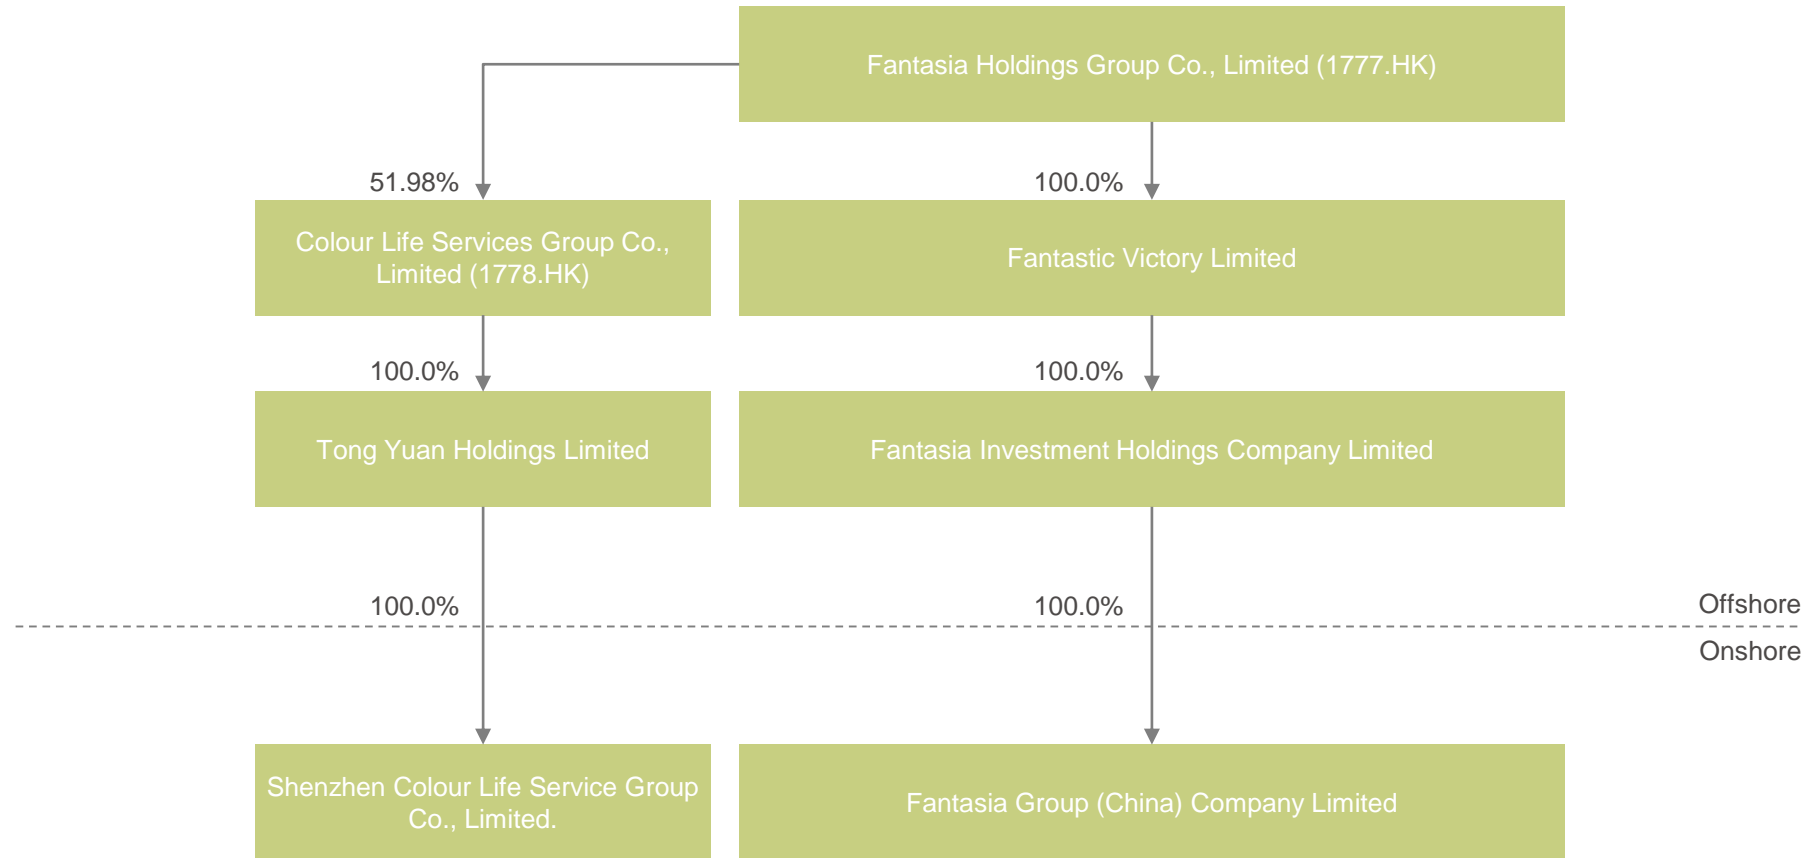 Fantasia Holdings Group Co., Limited (1777.HK)
51.98%
100.0%
Colour Life Services Group Co.,
Limited (1778.HK)
Fantastic Victory Limited
100.0%
100.0%
Tong Yuan Holdings Limited
Fantasia Investment Holdings Company Limited
100.0%
100.0%
Offshore
Onshore
Shenzhen Colour Life Service Group
Co., Limited.
Fantasia Group (China) Company Limited